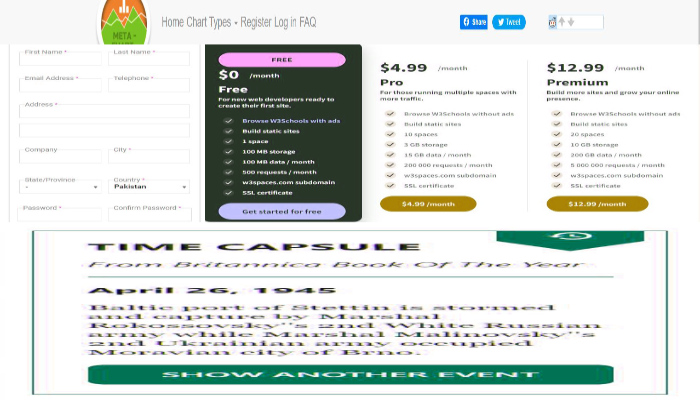 META -
Home Chart Types Register Log in FAQ
Share
Tweet
First Name *
Last Name *
Email Address *
Telephone *
Address *
Company
City *
State/Province
-
Country *
Pakistan
Password *
Confirm Password *
FREE
$0 /month
Free
For new web developers ready to
create their first site.
Browse W3Schools with ads
Build static sites
1 space
100 MB storage
100 MB data / month
500 requests / month
w3spaces.com subdomain
SSL certificate
Get started for free
$4.99 /month
Pro
For those running multiple spaces with
more traffic.
Browse W3Schools without ads
Build static sites
10 spaces
3 GB storage
15 GB data / month
200 000 requests / month
w3spaces.com subdomain
SSL certificate
$4.99 /month
$12.99 /month
Premium
Build more sites and grow your online
presence.
Browse W3Schools without ads
Build static sites
20 spaces
10 GB storage
200 GB data / month
5 000 000 requests / month
w3spaces.com subdomain
SSL certificate
$12.99 /month
TIME CAPSULE
From Britannica Book Of The Year
April 26, 1945
Baltic port of Stettin is stormed
and capture by Marshal
Rokossovsky''s 2nd White Russian
army while Marshal Malinovsky''s
2nd Ukrainian army occupied
Moravian city of Brno.
SHOW ANOTHER EVENT